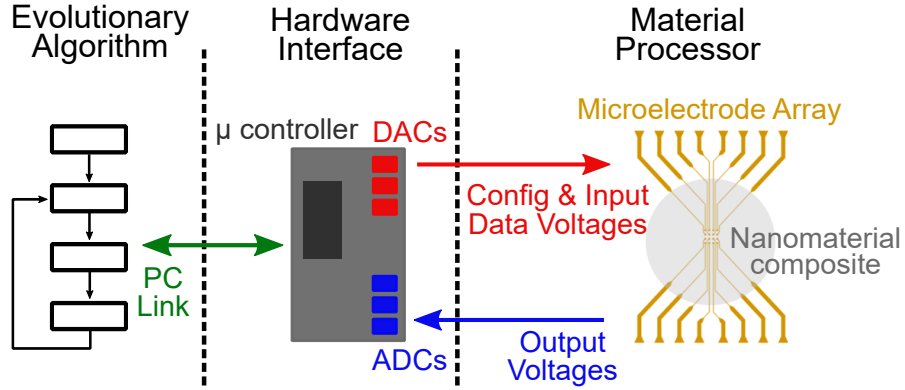 Evolutionary
Algorithm
Hardware
Interface
Material
Processor
μ controller
DACs
Microelectrode Array
Config & Input
Data Voltages
Nanomaterial
composite
PC
Link
ADCs
Output
Voltages